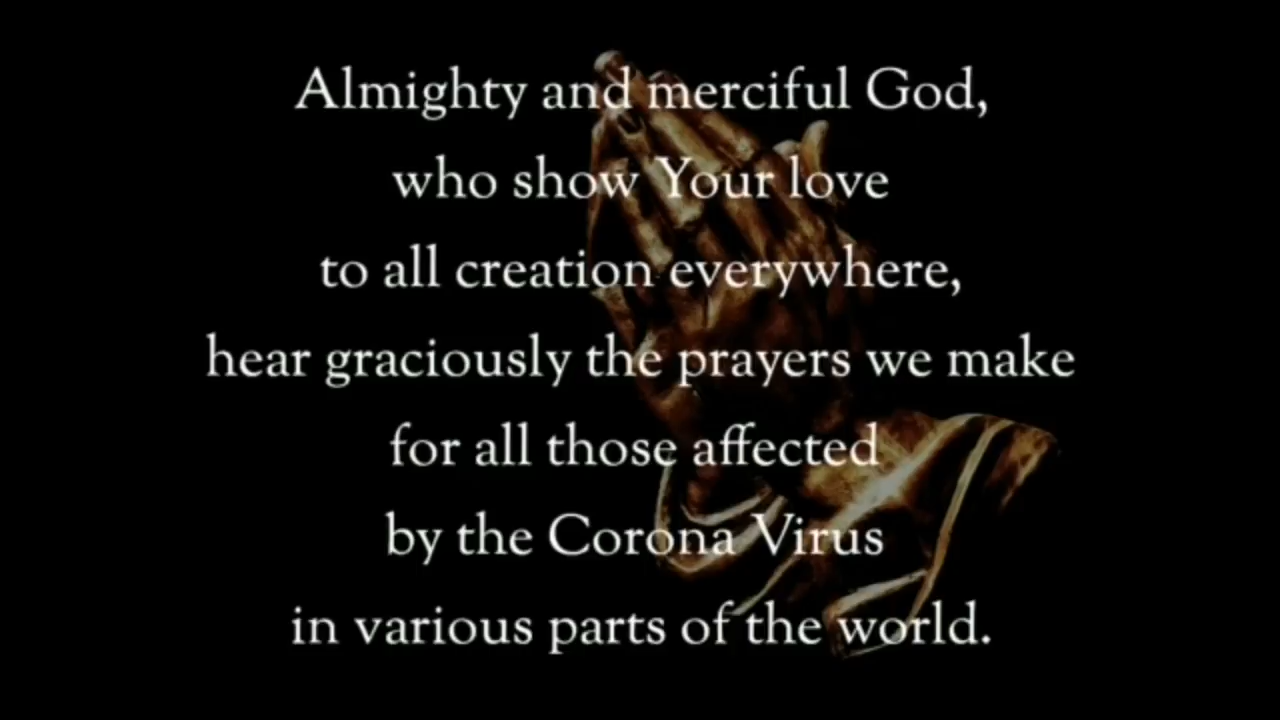 Almighty and merciful God,
who show Your love
to all creation everywhere,
hear graciously the prayers we make
for all those affected
by the Corona Virus
in various parts of the world.